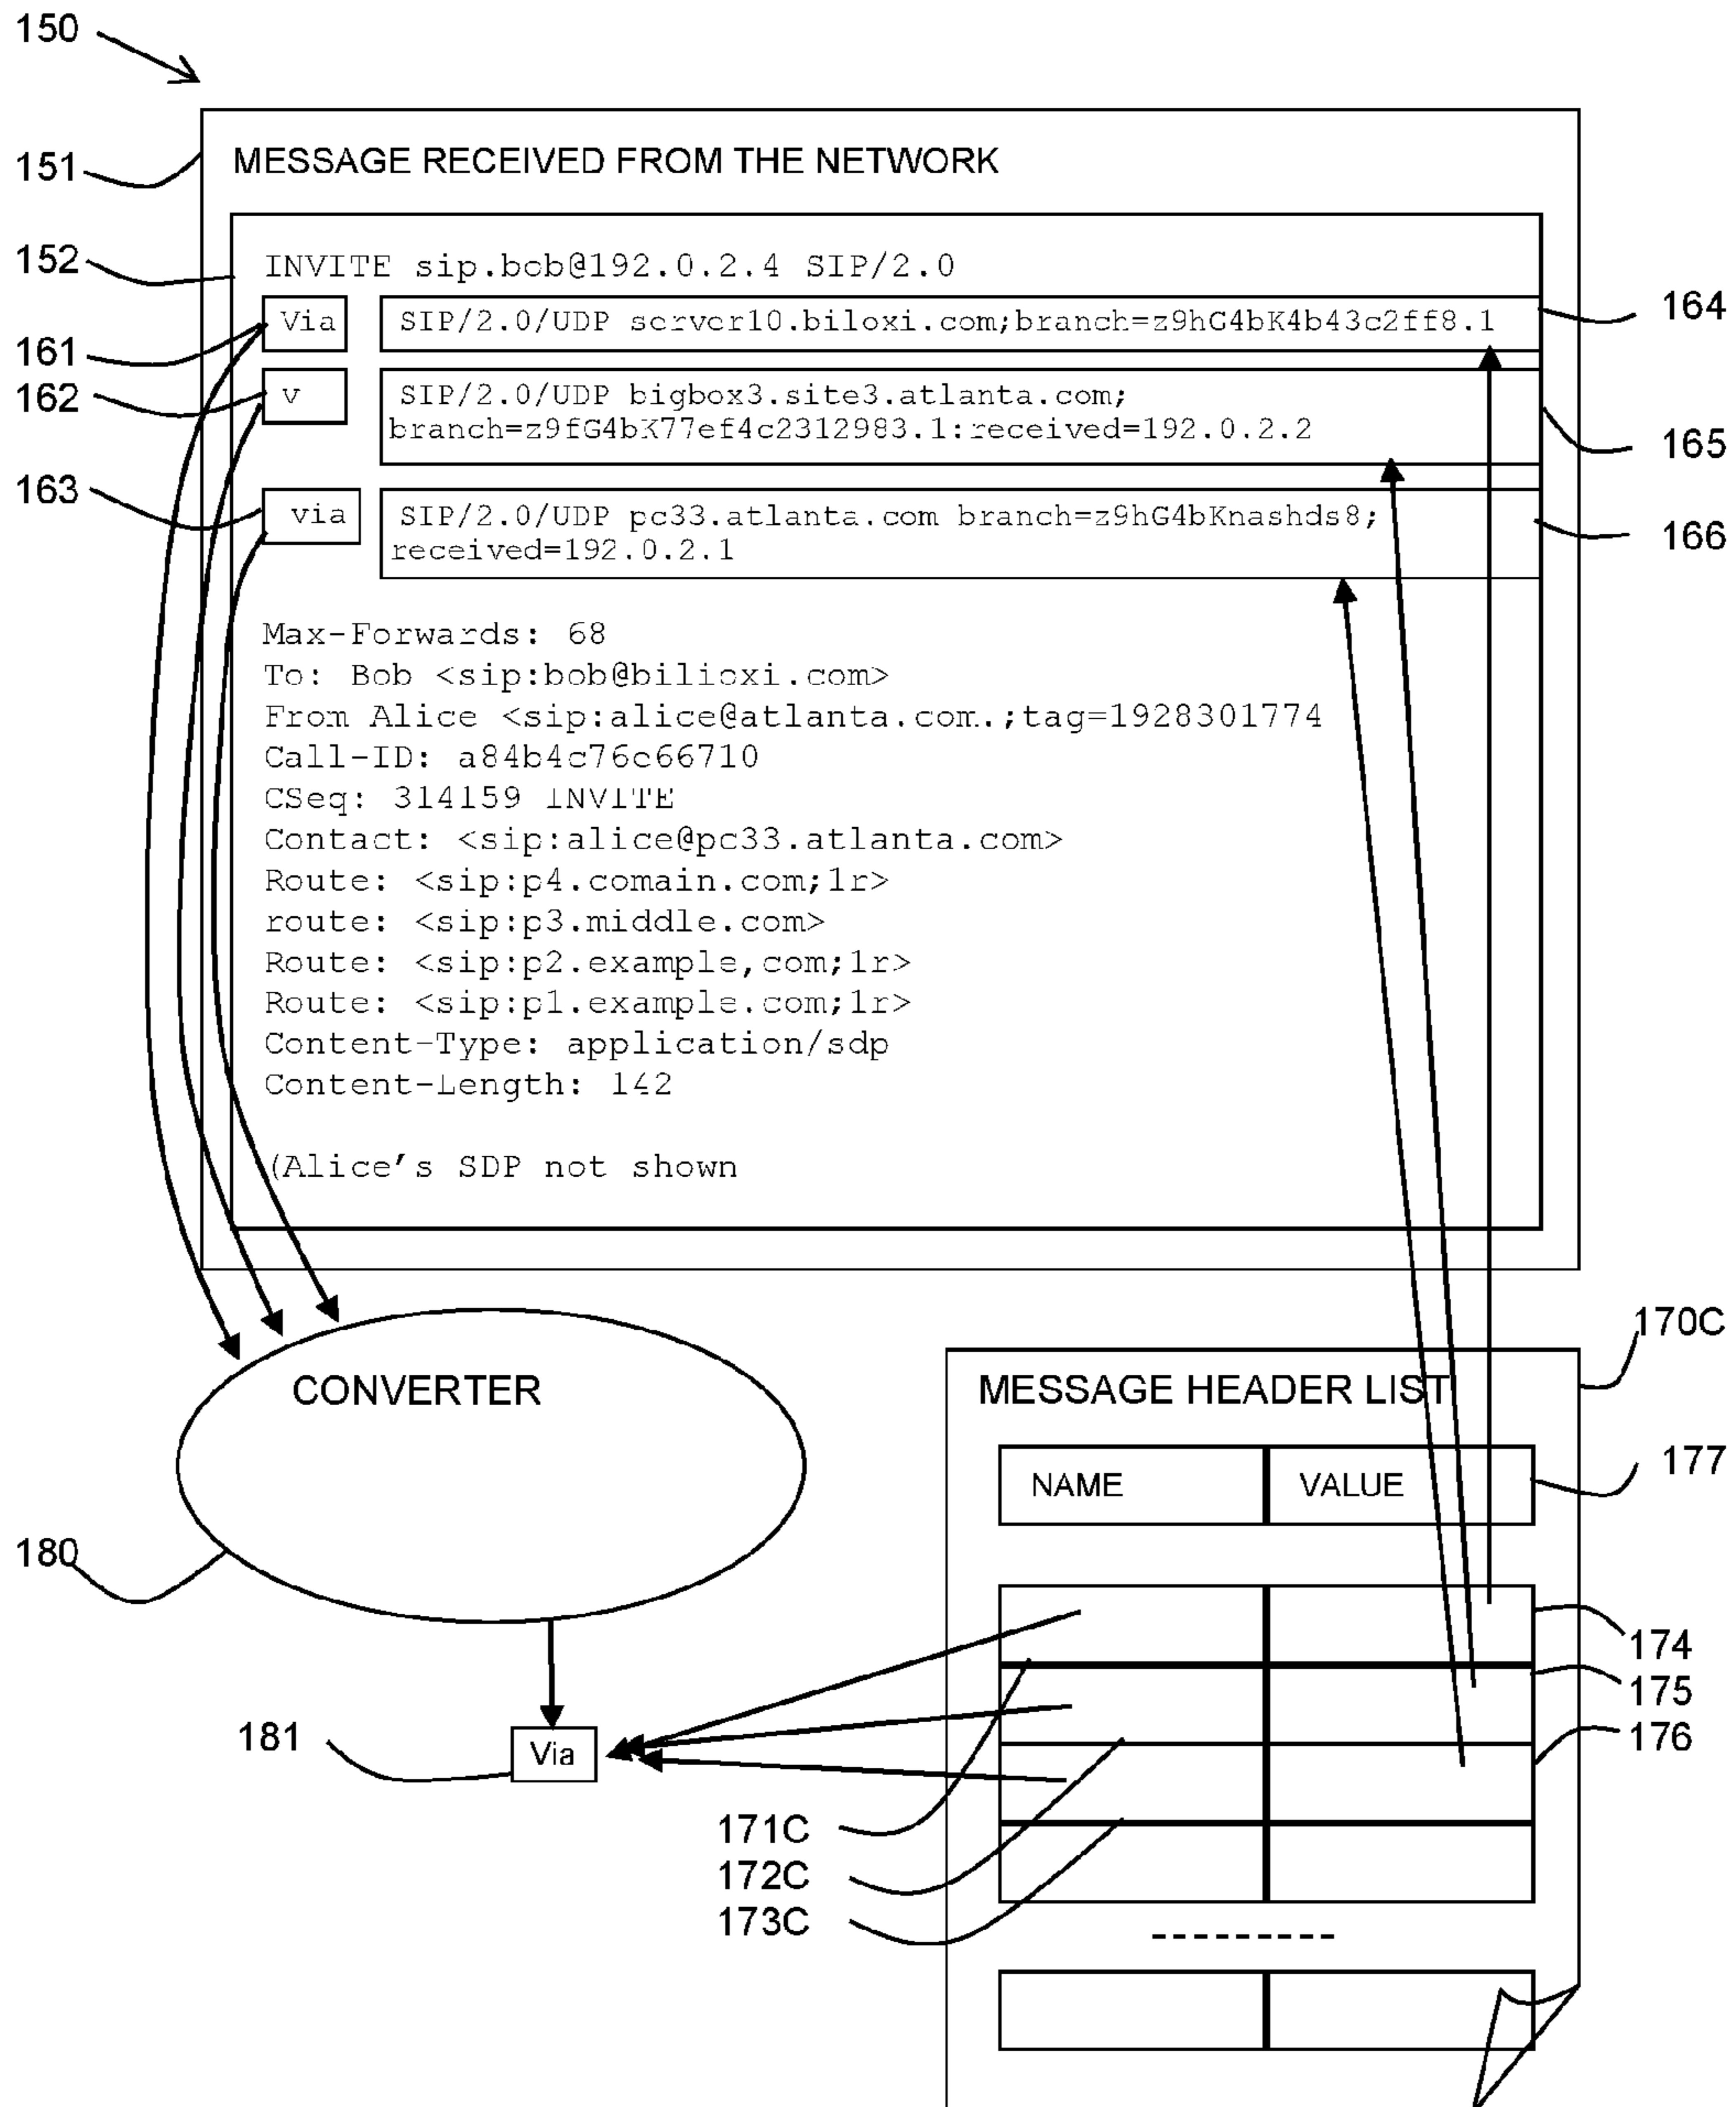 150
151
MESSAGE RECEIVED FROM THE NETWORK
152
INVITE sip.bob@192.0.2.4 SIP/2.0
161
Via
SIP/2.0/UDP server10.biloxi.com;branch=z9hG4bK4b43c2ff8.1
164
162
v
SIP/2.0/UDP bigbox3.site3.atlanta.com;
branch=z9fG4bK77ef4c2312983.1:received=192.0.2.2
165
163
via
SIP/2.0/UDP pc33.atlanta.com branch=z9hG4bKnashds8;
received=192.0.2.1
166
Max-Forwards: 68
To: Bob <sip:bob@bilioxi.com>
From Alice <sip:alice@atlanta.com.;tag=1928301774
Call-ID: a84b4c76c66710
CSeq: 314159 INVITE
Contact: <sip:alice@pc33.atlanta.com>
Route: <sip:p4.comain.com;1r>
route: <sip:p3.middle.com>
Route: <sip:p2.example,com;1r>
Route: <sip:p1.example.com;1r>
Content-Type: application/sdp
Content-Length: 142
(Alice's SDP not shown
170C
CONVERTER
MESSAGE HEADER LIST
NAME
VALUE
177
180
174
175
176
181
Via
171C
172C
173C